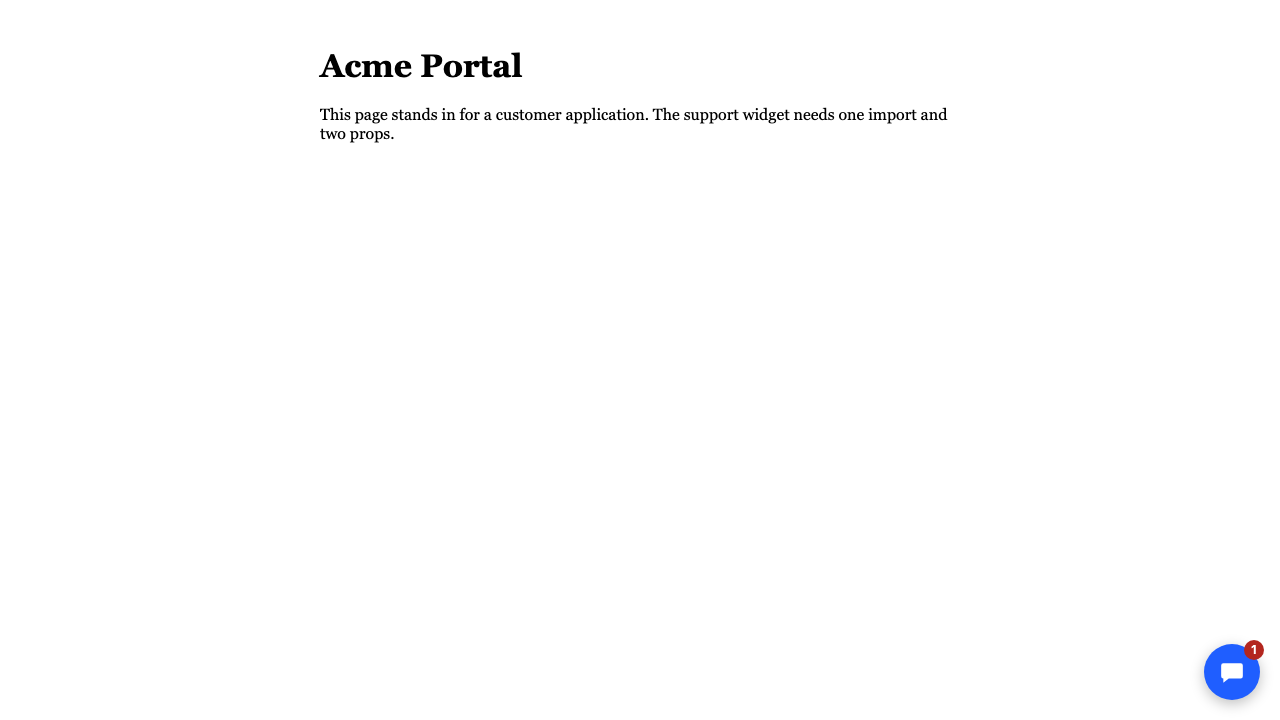 Acme Portal
This page stands in for a customer application. The support widget needs one import and
two props.
1